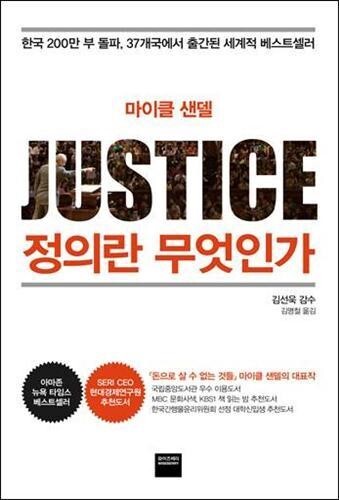 한국 200만 부 돌파, 37개국에서 출간된 세계적 베스트셀러
마이클 샌델
JUSTICE
정의란 무엇인가
김선욱 감수
김명철 옮김
아마존
뉴욕 타임스
베스트셀러
SERI CEO
현대경제연구원
추천도서
『돈으로 살 수 없는 것들』 마이클 샌델의 대표작
국립중앙도서관 우수 이용도서
MBC 문화사색, KBS1 책 읽는 밤 추천도서
한국간행물윤리위원회 선정 대학신입생 추천도서
와이즈베리
WISEBERRY